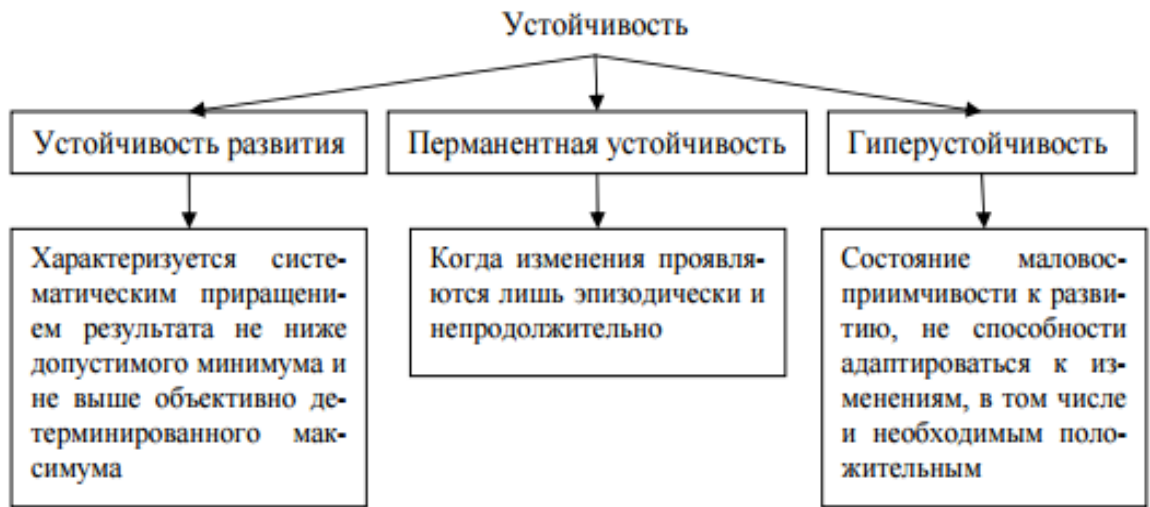 Устойчивость
Устойчивость развития
Перманентная устойчивость
Гиперустойчивость
Характеризуется систе-
матическим приращени-
ем результата не ниже
допустимого минимума и
не выше объективно де-
терминированного мак-
симума
Когда изменения проявля-
ются лишь эпизодически и
непродолжительно
Состояние маловос-
приимчивости к разви-
тию, не способности
адаптироваться к из-
менениям, в том числе
и необходимым поло-
жительным